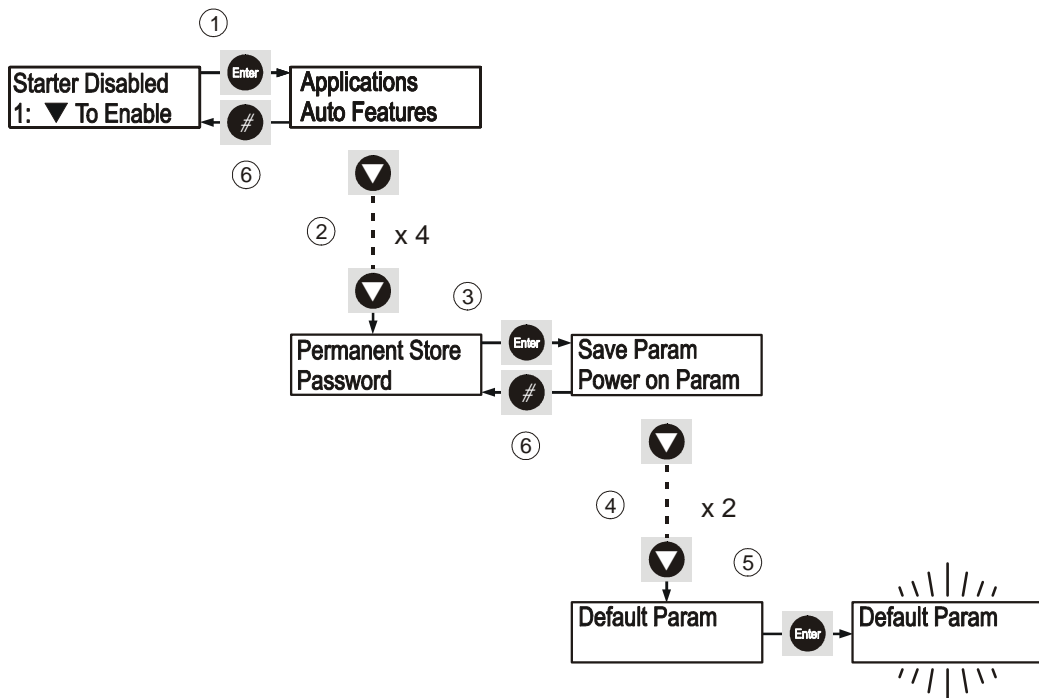 1
Starter Disabled
1: ▼ To Enable
Enter
#
Applications
Auto Features
6
2
x 4
3
Permanent Store
Password
Enter
#
Save Param
Power on Param
6
4
x 2
5
Default Param
Enter
Default Param